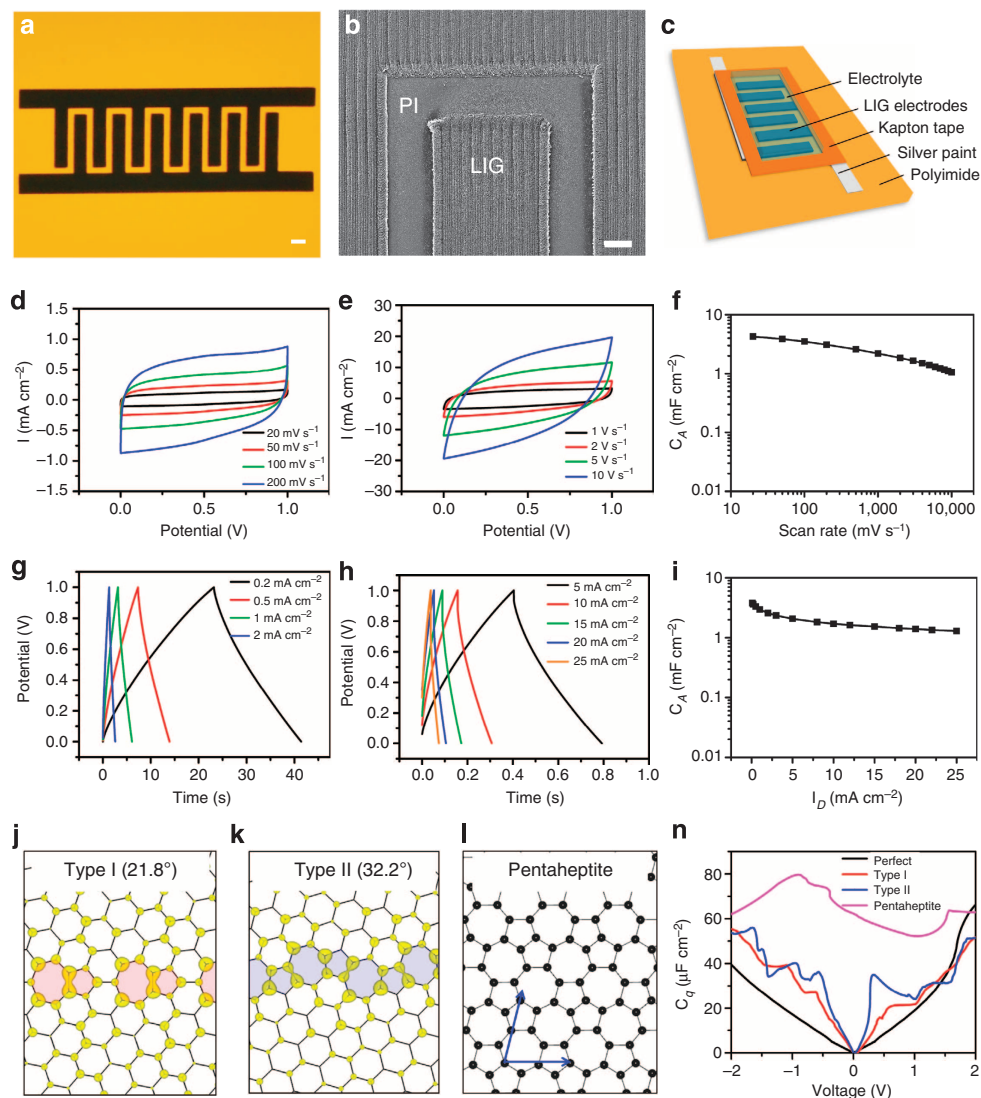 a
b
PI
LIG
c
Electrolyte
LIG electrodes
Kapton tape
Silver paint
Polyimide
d
1.5
1.0
0.5
0.0
−0.5
−1.0
−1.5
I (mA cm⁻²)
20 mV s⁻¹
50 mV s⁻¹
100 mV s⁻¹
200 mV s⁻¹
0.0 0.5 1.0
Potential (V)
e
30
20
10
0
−10
−20
−30
I (mA cm⁻²)
1 V s⁻¹
2 V s⁻¹
5 V s⁻¹
10 V s⁻¹
0.0 0.5 1.0
Potential (V)
f
10
1
0.1
0.01
C_A (mF cm⁻²)
10 100 1,000 10,000
Scan rate (mV s⁻¹)
g
1.0
0.8
0.6
0.4
0.2
0.0
Potential (V)
0.2 mA cm⁻²
0.5 mA cm⁻²
1 mA cm⁻²
2 mA cm⁻²
0 10 20 30 40
Time (s)
h
1.0
0.8
0.6
0.4
0.2
0.0
Potential (V)
5 mA cm⁻²
10 mA cm⁻²
15 mA cm⁻²
20 mA cm⁻²
25 mA cm⁻²
0.0 0.2 0.4 0.6 0.8 1.0
Time (s)
i
10
1
0.1
0.01
C_A (mF cm⁻²)
0 5 10 15 20 25
I_D (mA cm⁻²)
j
Type I (21.8°)
k
Type II (32.2°)
l
Pentaheptite
n
80
60
40
20
0
C_q (μF cm⁻²)
Perfect
Type I
Type II
Pentaheptite
−2 −1 0 1 2
Voltage (V)